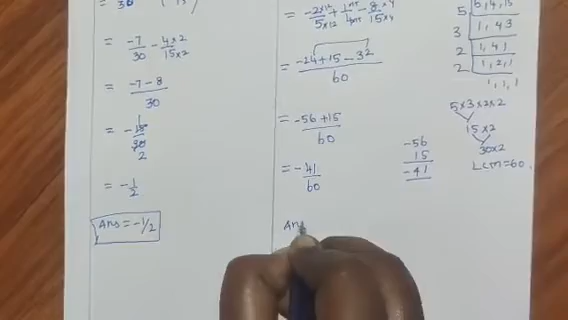 = -7/30 - 4×2/15×2
= -7-8/30
= -15/30 1/2
= -1/2
Ans = -1/2
= -2×12/5×12 + 1×15/4×15 - 8×4/15×4
= -24+15-32/60
= -56+15/60
= -41/60
Ans
5 5,4,15
3 1,4,3
2 1,4,1
2 1,2,1
1,1,1
5×3×2×2
15×2
30×2
LCM=60.
-56
15
-41